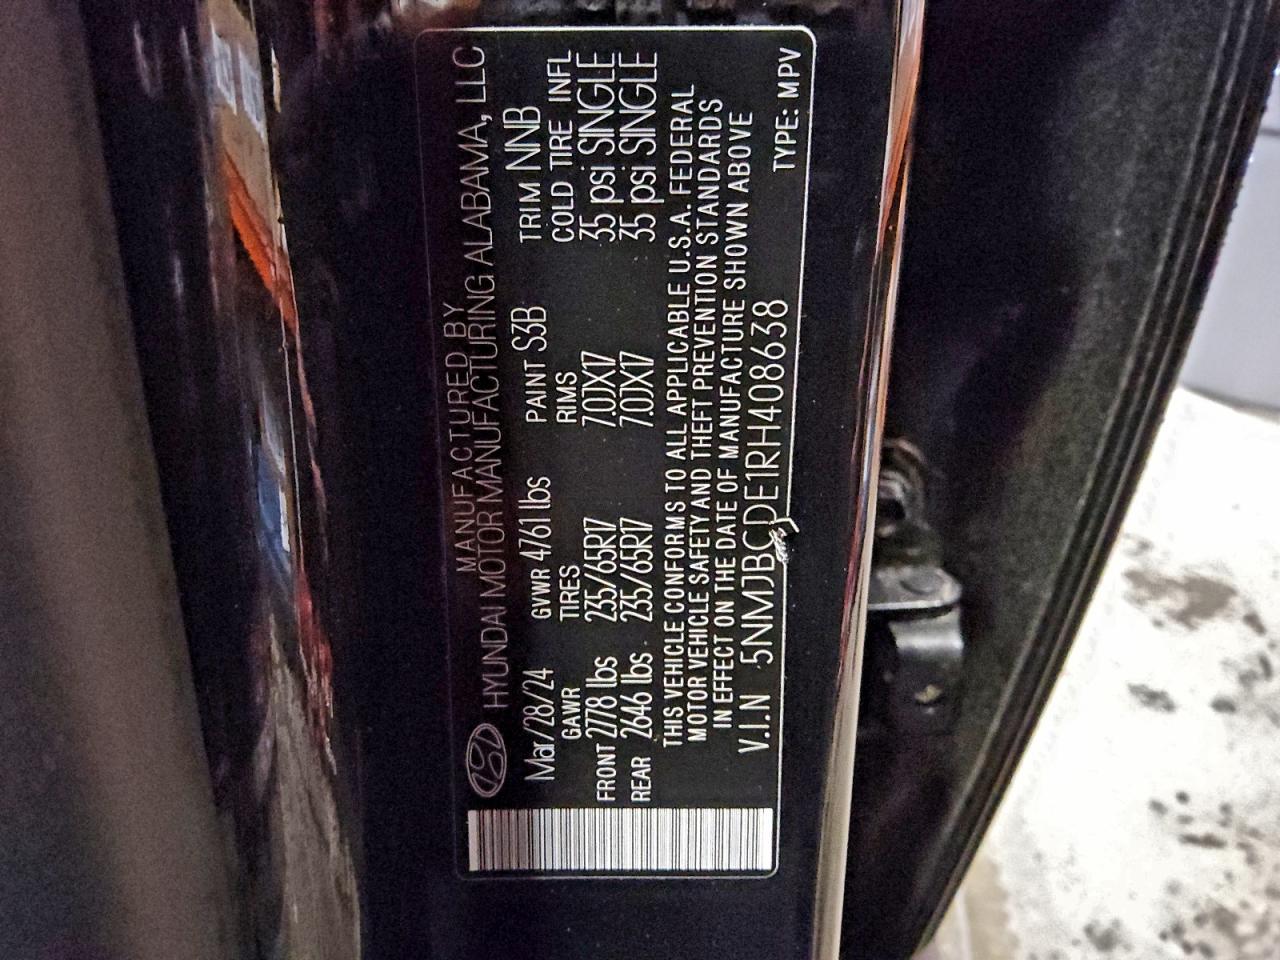 MANUFACTURED BY
HYUNDAI MOTOR MANUFACTURING ALABAMA, LLC
Mar/28/24 GVWR 4761 lbs PAINT S3B TRIM NNB
GAWR TIRES RIMS COLD TIRE INFL
FRONT 2778 lbs 235/65R17 7.0JX17 35 psi SINGLE
REAR 2646 lbs 235/65R17 7.0JX17 35 psi SINGLE
THIS VEHICLE CONFORMS TO ALL APPLICABLE U.S.A. FEDERAL
MOTOR VEHICLE SAFETY AND THEFT PREVENTION STANDARDS
IN EFFECT ON THE DATE OF MANUFACTURE SHOWN ABOVE
V.I.N 5NMJBCDE1RH408638 TYPE: MPV